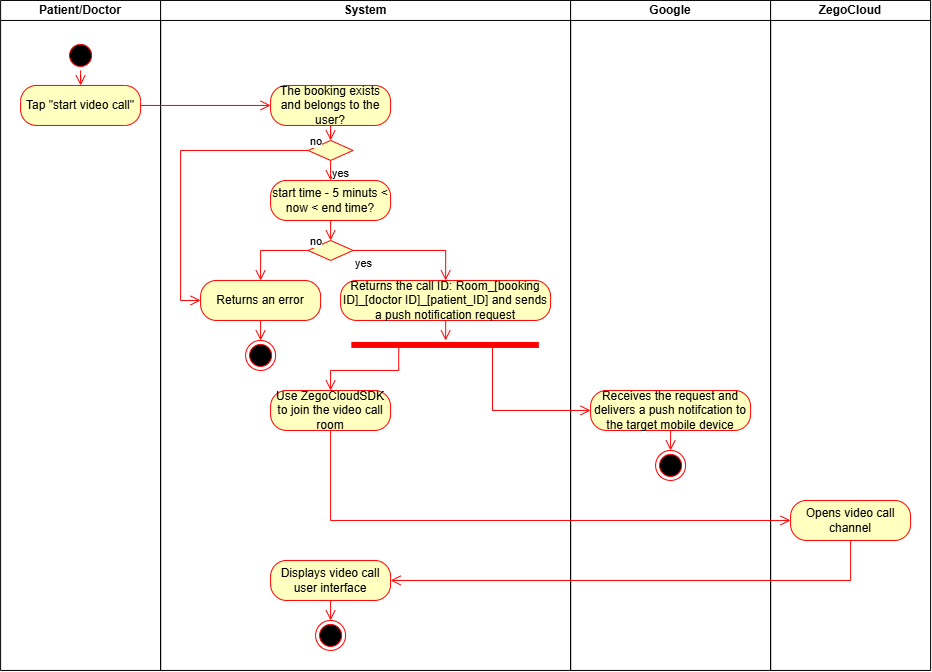 Patient/Doctor
System
Google
ZegoCloud
Tap "start video call"
The booking exists
and belongs to the
user?
no
yes
start time - 5 minuts <
now < end time?
no
yes
Returns an error
Returns the call ID: Room_[booking
ID]_[doctor ID]_[patient_ID] and sends
a push notification request
Use ZegoCloudSDK
to join the video call
room
Receives the request and
delivers a push notifcation to
the target mobile device
Opens video call
channel
Displays video call
user interface